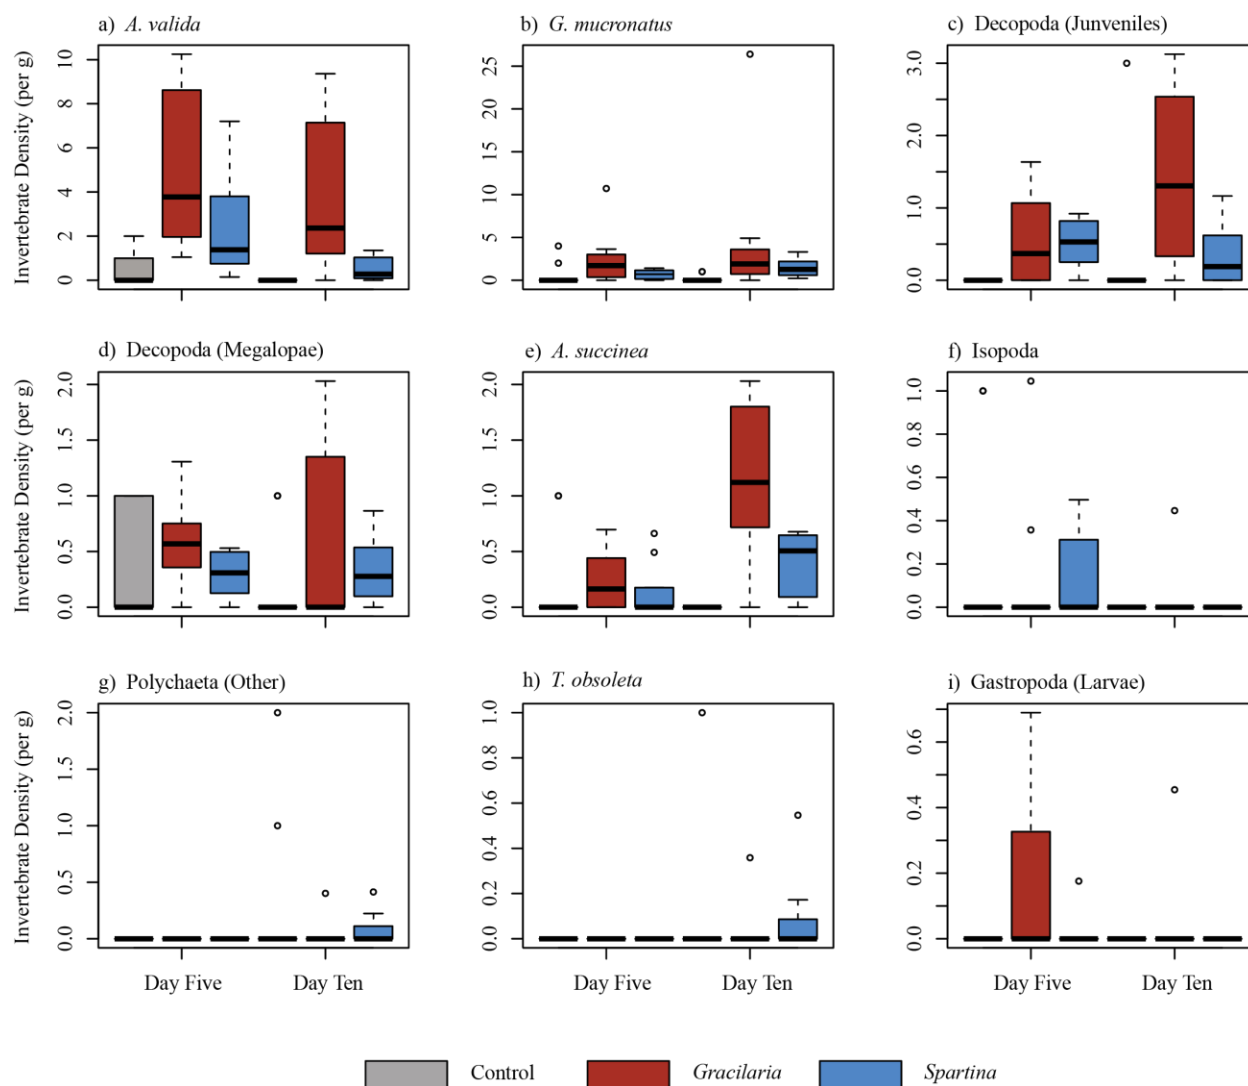 a) A. valida
b) G. mucronatus
c) Decopoda (Junveniles)
Invertebrate Density (per g)
0 2 4 6 8 10
0 5 10 15 20 25
0.0 1.0 2.0 3.0
d) Decopoda (Megalopae)
e) A. succinea
f) Isopoda
Invertebrate Density (per g)
0.0 0.5 1.0 1.5 2.0
0.0 0.5 1.0 1.5 2.0
0.0 0.2 0.4 0.6 0.8 1.0
g) Polychaeta (Other)
h) T. obsoleta
i) Gastropoda (Larvae)
Invertebrate Density (per g)
0.0 0.5 1.0 1.5 2.0
0.0 0.2 0.4 0.6 0.8 1.0
0.0 0.2 0.4 0.6
Day Five Day Ten
Day Five Day Ten
Day Five Day Ten
Control Gracilaria Spartina